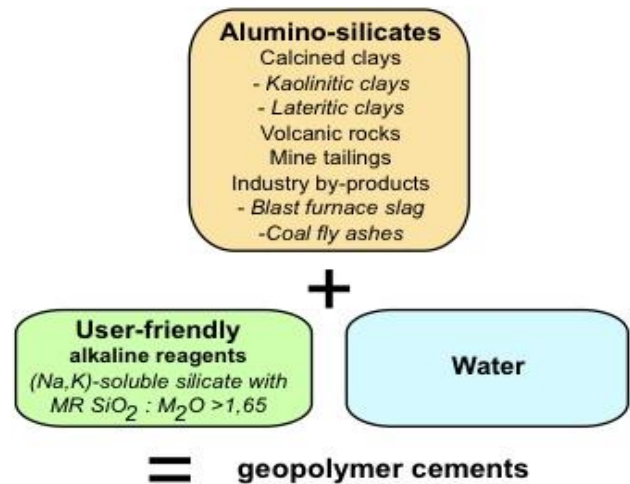 Alumino-silicates
Calcined clays
- Kaolinitic clays
- Lateritic clays
Volcanic rocks
Mine tailings
Industry by-products
- Blast furnace slag
-Coal fly ashes
+
User-friendly
alkaline reagents
(Na,K)-soluble silicate with
MR SiO₂ : M₂O >1,65
Water
= geopolymer cements